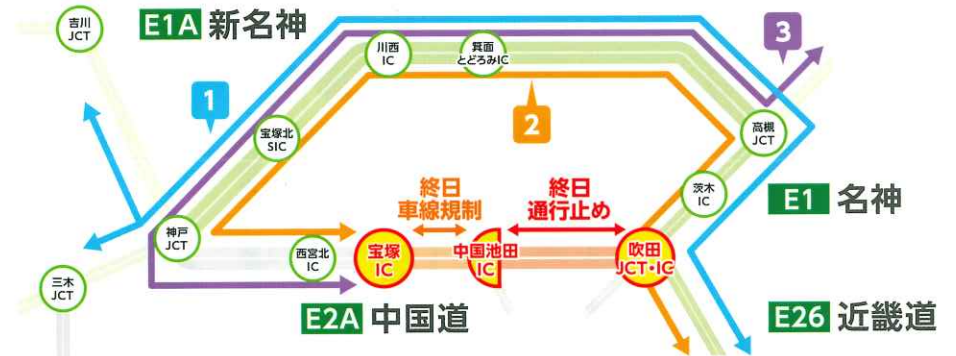 吉川
JCT
E1A 新名神
川西
IC
箕面
とどろみIC
3
1
2
宝塚北
SIC
高槻
JCT
終日
車線規制
終日
通行止め
茨木
IC
E1 名神
神戸
JCT
西宮北
IC
宝塚
IC
中国池田
IC
吹田
JCT・IC
三木
JCT
E2A 中国道
E26 近畿道